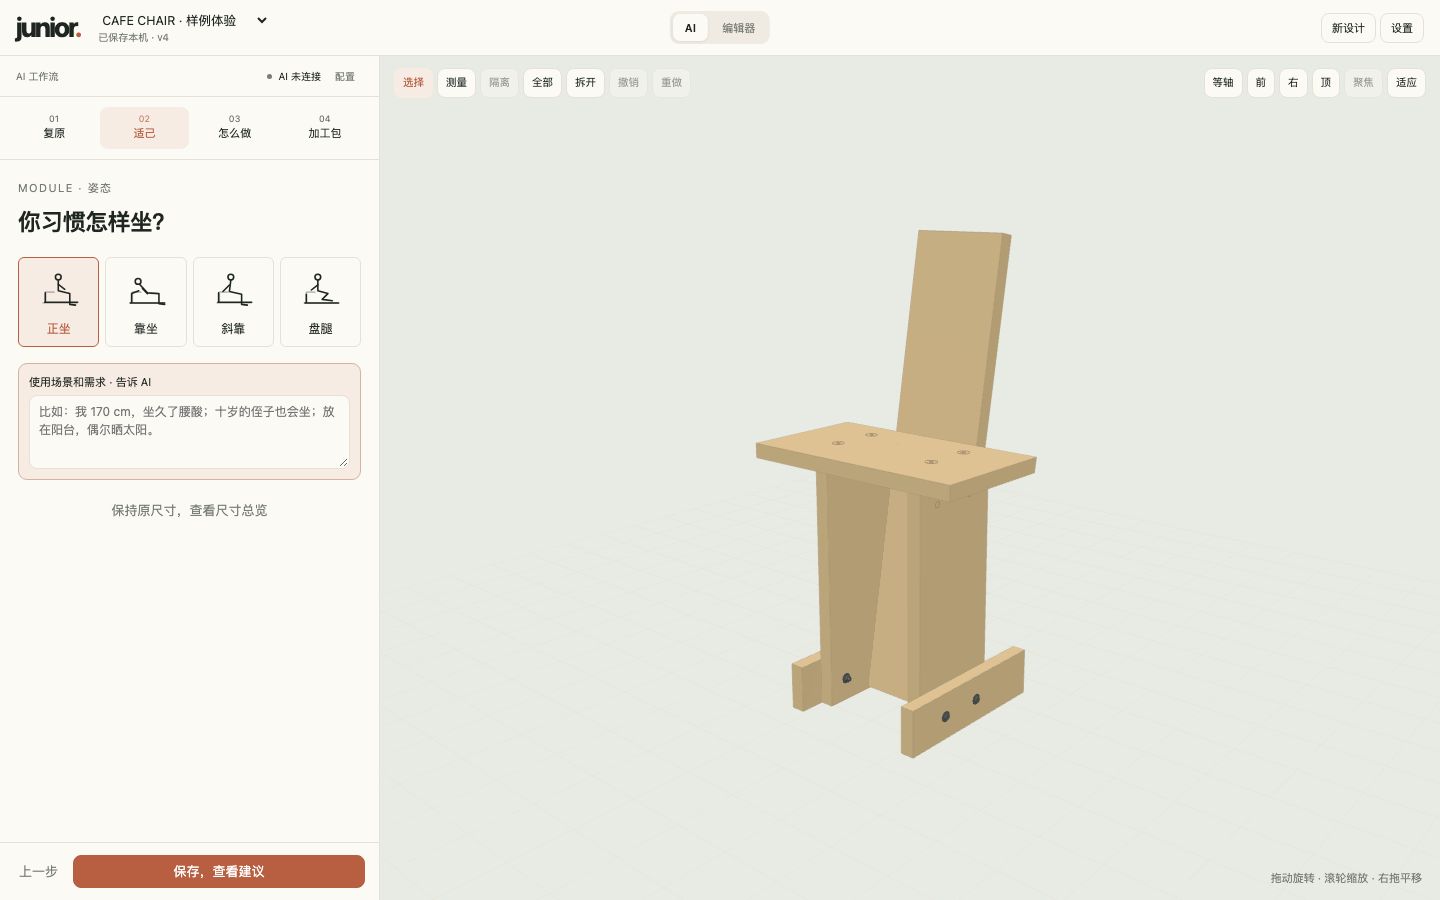 junior.
CAFE CHAIR · 样例体验
已保存本机 · v4
AI 编辑器
新设计 设置
AI 工作流
AI 未连接 配置
01 复原
02 适己
03 怎么做
04 加工包
选择 测量 隔离 全部 拆开 撤销 重做
等轴 前 右 顶 聚焦 适应
MODULE · 姿态
你习惯怎样坐?
正坐 靠坐 斜靠 盘腿
使用场景和需求 · 告诉 AI
比如：我 170 cm，坐久了腰酸；十岁的侄子也会坐；放
在阳台，偶尔晒太阳。
保持原尺寸，查看尺寸总览
上一步 保存，查看建议
拖动旋转 · 滚轮缩放 · 右拖平移